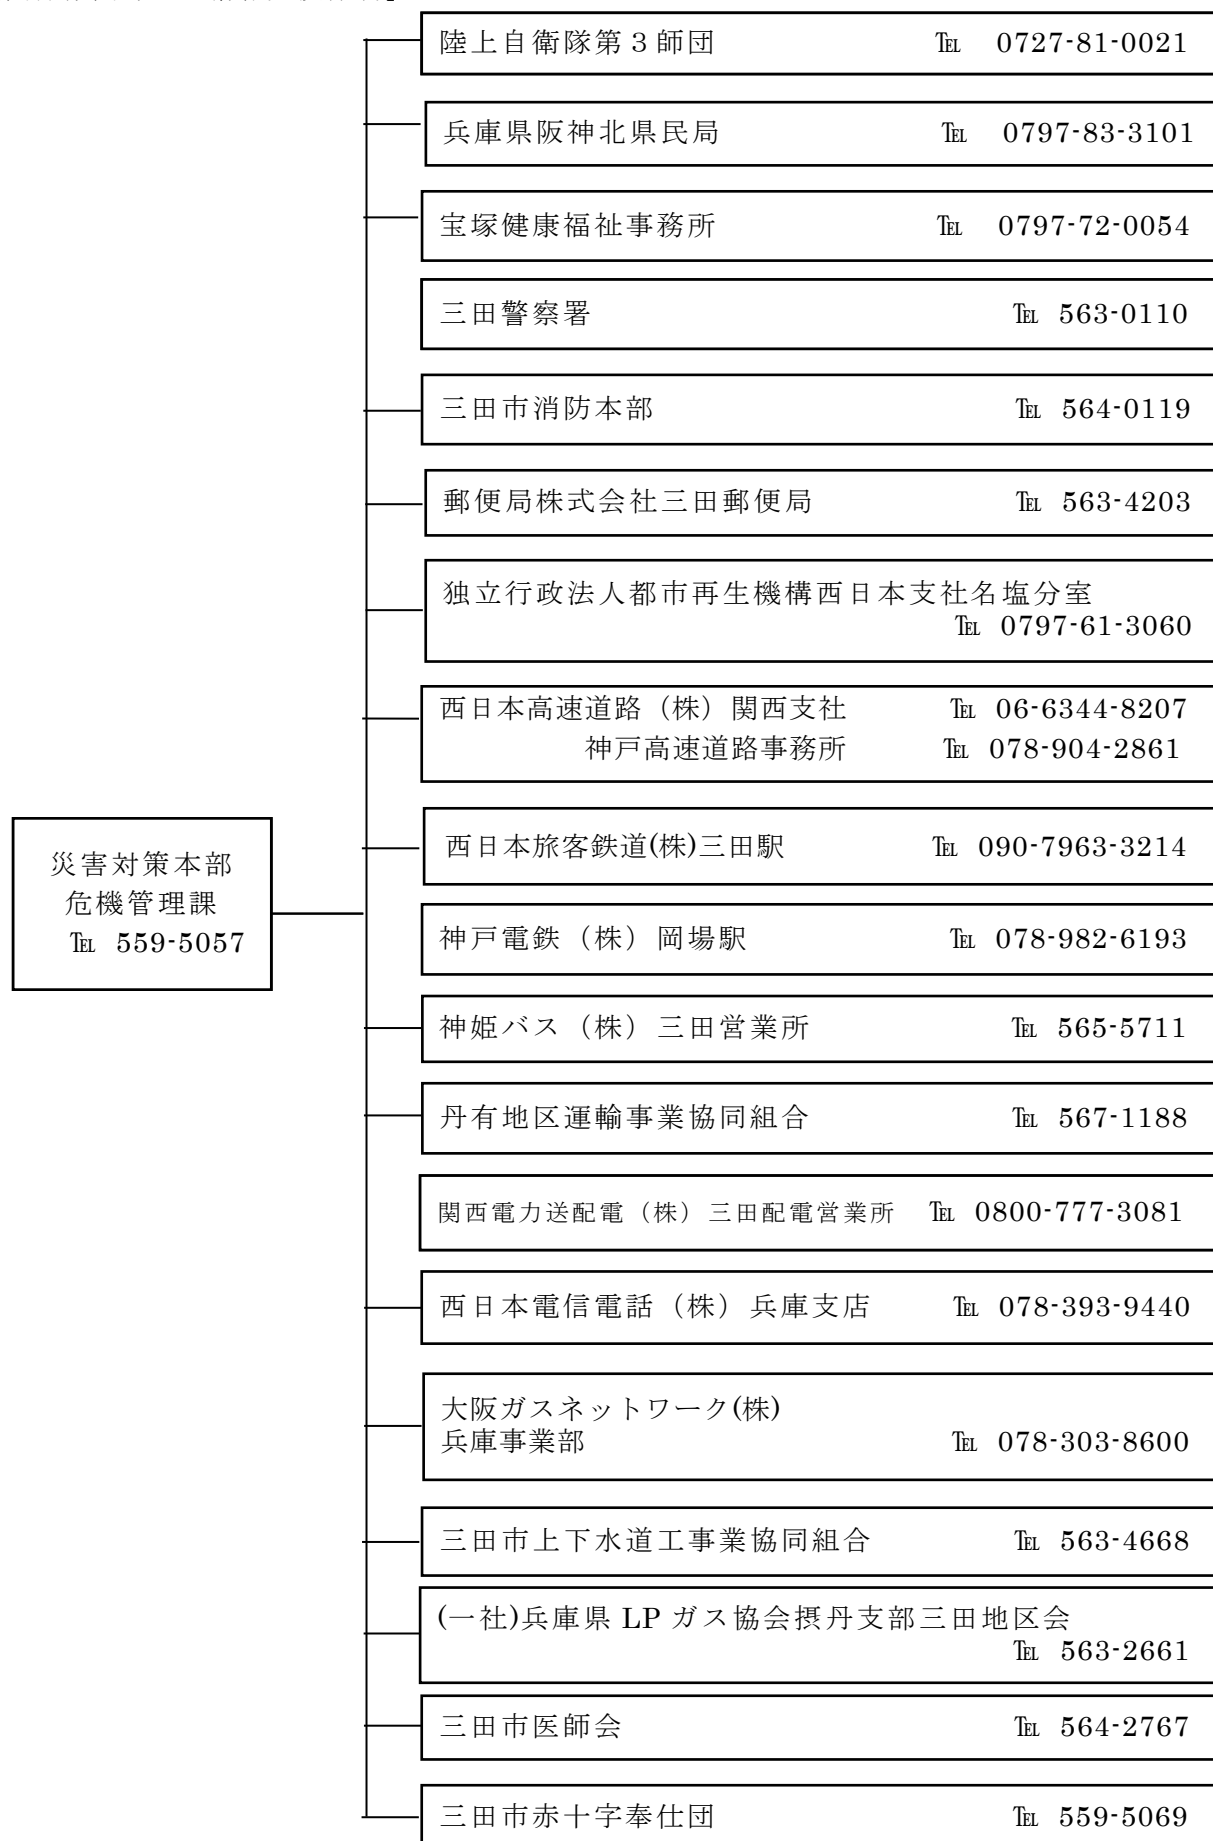 陸上自衛隊第３師団 ℡ 0727-81-0021
兵庫県阪神北県民局 ℡ 0797-83-3101
宝塚健康福祉事務所 ℡ 0797-72-0054
三田警察署 ℡ 563-0110
三田市消防本部 ℡ 564-0119
郵便局株式会社三田郵便局 ℡ 563-4203
独立行政法人都市再生機構西日本支社名塩分室
℡ 0797-61-3060
西日本高速道路（株）関西支社 ℡ 06-6344-8207
神戸高速道路事務所 ℡ 078-904-2861
西日本旅客鉄道(株)三田駅 ℡ 090-7963-3214
災害対策本部
危機管理課
℡ 559-5057
神戸電鉄（株）岡場駅 ℡ 078-982-6193
神姫バス（株）三田営業所 ℡ 565-5711
丹有地区運輸事業協同組合 ℡ 567-1188
関西電力送配電（株）三田配電営業所 ℡ 0800-777-3081
西日本電信電話（株）兵庫支店 ℡ 078-393-9440
大阪ガスネットワーク(株)
兵庫事業部 ℡ 078-303-8600
三田市上下水道工事業協同組合 ℡ 563-4668
(一社)兵庫県 LP ガス協会摂丹支部三田地区会
℡ 563-2661
三田市医師会 ℡ 564-2767
三田市赤十字奉仕団 ℡ 559-5069